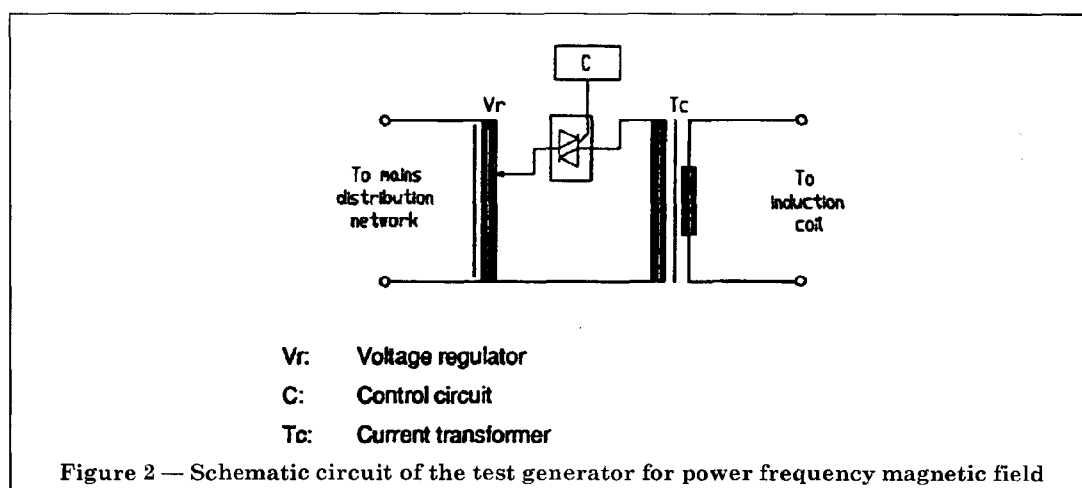 C
Vr
Tc
To mains
distribution
network
To
induction
coil
Vr: Voltage regulator
C: Control circuit
Tc: Current transformer
Figure 2 — Schematic circuit of the test generator for power frequency magnetic field